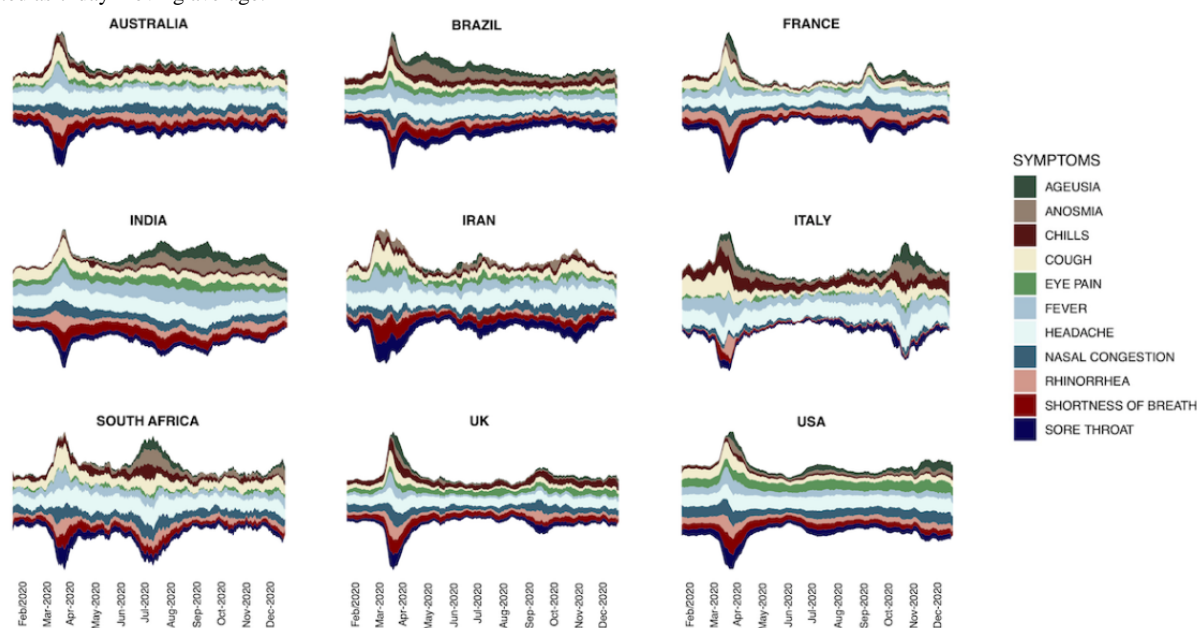 AUSTRALIA
BRAZIL
FRANCE
INDIA
IRAN
ITALY
SOUTH AFRICA
UK
USA
Feb/2020
Mar-2020
Apr-2020
May-2020
Jun-2020
Jul-2020
Aug-2020
Sep-2020
Oct-2020
Nov-2020
Dec-2020
Feb/2020
Mar-2020
Apr-2020
May-2020
Jun-2020
Jul-2020
Aug-2020
Sep-2020
Oct-2020
Nov-2020
Dec-2020
Feb/2020
Mar-2020
Apr-2020
May-2020
Jun-2020
Jul-2020
Aug-2020
Sep-2020
Oct-2020
Nov-2020
Dec-2020
SYMPTOMS
AGEUSIA
ANOSMIA
CHILLS
COUGH
EYE PAIN
FEVER
HEADACHE
NASAL CONGESTION
RHINORRHEA
SHORTNESS OF BREATH
SORE THROAT